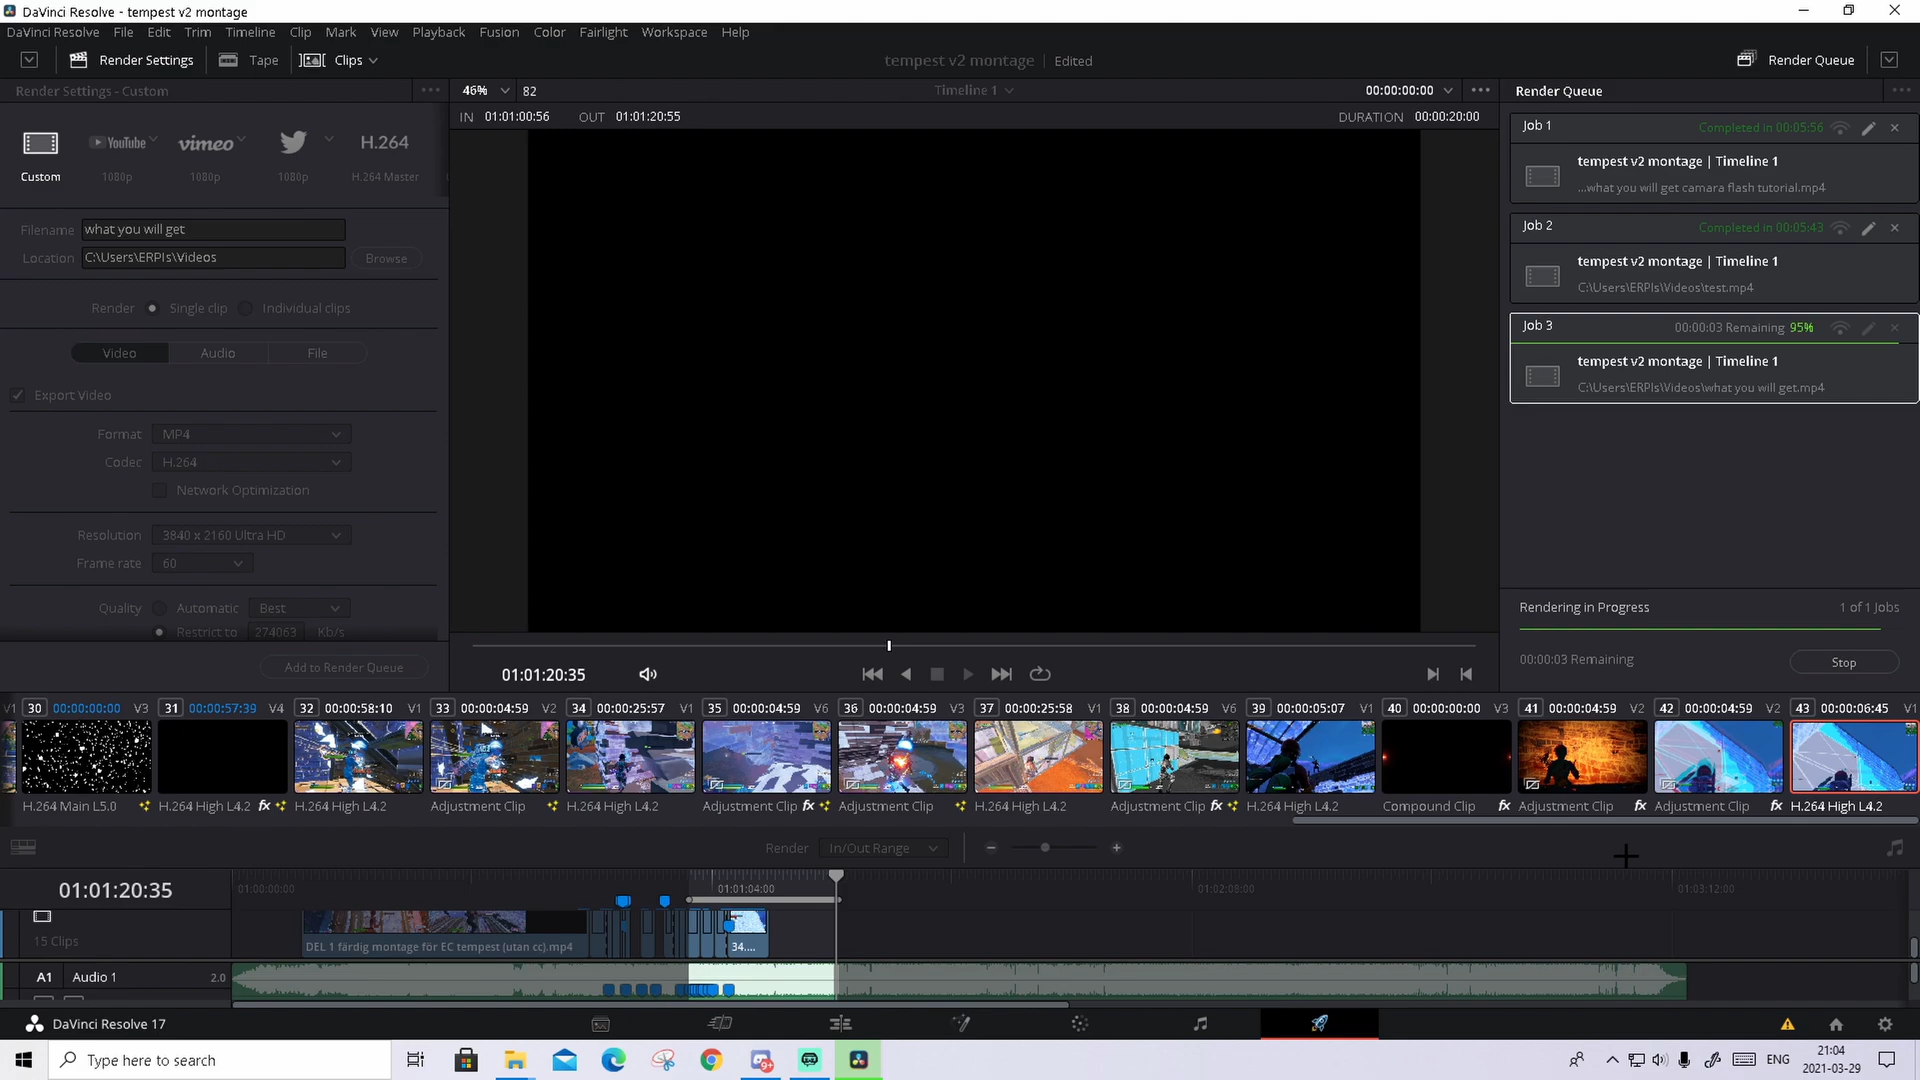 DaVinci Resolve - tempest v2 montage
DaVinci Resolve File Edit Trim Timeline Clip Mark View Playback Fusion Color Fairlight Workspace Help
Render Settings Tape Clips tempest v2 montage Edited Render Queue
Render Settings - Custom 46% 82 Timeline 1 00:00:00:00 Render Queue
IN 01:01:00:56 OUT 01:01:20:55 DURATION 00:00:20:00
YouTube vimeo H.264
Custom 1080p 1080p 1080p H.264 Master
Filename what you will get
Location C:\Users\ERPIs\Videos Browse
Render Single clip Individual clips
Video Audio File
Export Video
Format MP4
Codec H.264
Network Optimization
Resolution 3840 x 2160 Ultra HD
Frame rate 60
Quality Automatic Best
Restrict to 274063 Kb/s
Add to Render Queue
Job 1 Completed in 00:05:56
tempest v2 montage | Timeline 1
...what you will get camara flash tutorial.mp4
Job 2 Completed in 00:05:43
tempest v2 montage | Timeline 1
C:\Users\ERPIs\Videos\test.mp4
Job 3 00:00:03 Remaining 95%
tempest v2 montage | Timeline 1
C:\Users\ERPIs\Videos\what you will get.mp4
Rendering in Progress 1 of 1 Jobs
00:00:03 Remaining Stop
01:01:20:35
V1 30 00:00:00:00 V3 31 00:00:57:39 V4 32 00:00:58:10 V1 33 00:00:04:59 V2 34 00:00:25:57 V1 35 00:00:04:59 V6 36 00:00:04:59 V3 37 00:00:25:58 V1 38 00:00:04:59 V6 39 00:00:05:07 V1 40 00:00:00:00 V3 41 00:00:04:59 V2 42 00:00:04:59 V2 43 00:00:06:45 V1
H.264 Main L5.0 H.264 High L4.2 fx H.264 High L4.2 Adjustment Clip H.264 High L4.2 Adjustment Clip fx Adjustment Clip H.264 High L4.2 Adjustment Clip fx H.264 High L4.2 Compound Clip fx Adjustment Clip fx Adjustment Clip fx H.264 High L4.2
Render In/Out Range
01:01:20:35 01:00:00:00 01:01:04:00 01:02:08:00 01:03:12:00
15 Clips DEL 1 färdig montage för EC tempest (utan cc).mp4 34....
A1 Audio 1 2.0
DaVinci Resolve 17
Type here to search 9+ ENG 21:04
2021-03-29